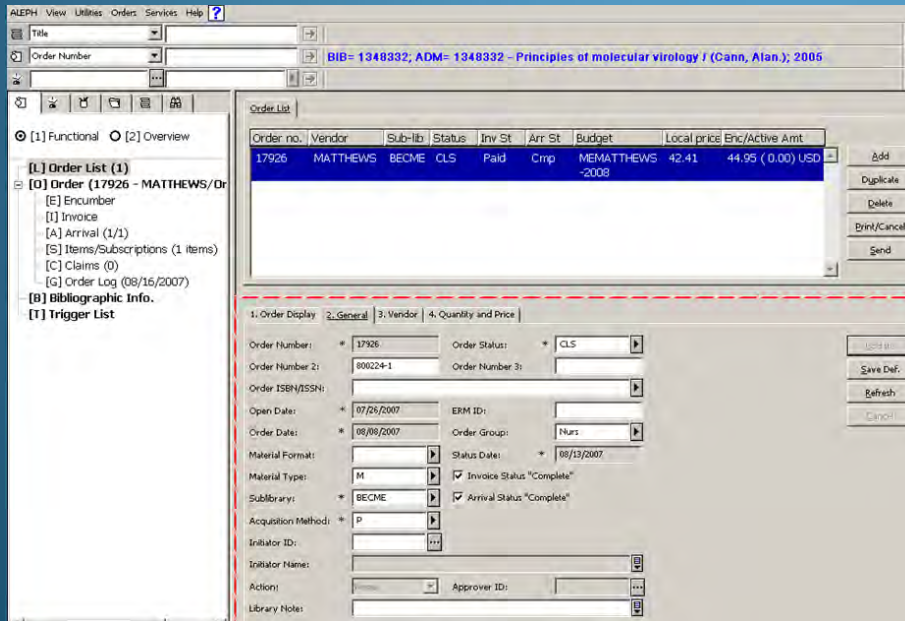 ALEPH View Utilities Orders Services Help ?
Title
Order Number BIB= 1348332; ADM= 1348332 - Principles of molecular virology / (Cann, Alan.); 2005
[1] Functional [2] Overview
[L] Order List (1)
[O] Order (17926 - MATTHEWS/Or
[E] Encumber
[I] Invoice
[A] Arrival (1/1)
[S] Items/Subscriptions (1 items)
[C] Claims (0)
[G] Order Log (08/16/2007)
[B] Bibliographic Info.
[T] Trigger List
Order List
Order no. Vendor Sub-lib Status Inv St Arr St Budget Local price Enc/Active Amt
17926 MATTHEWS BECME CLS Paid Cmp MEMATTHEWS 42.41 44.95 ( 0.00) USD
-2008
Add
Duplicate
Delete
Print/Cancel
Send
1. Order Display 2. General 3. Vendor 4. Quantity and Price
Order Number: * 17926 Order Status: * CLS
Order Number 2: 800224-1 Order Number 3:
Order ISBN/ISSN:
Open Date: * 07/26/2007 ERM ID:
Order Date: * 08/08/2007 Order Group: Nurs
Material Format: Status Date: * 08/13/2007
Material Type: M Invoice Status "Complete"
Sublibrary: * BECME Arrival Status "Complete"
Acquisition Method: * P
Initiator ID:
Initiator Name:
Action: Approver ID:
Library Note:
Save Def.
Refresh
Cancel